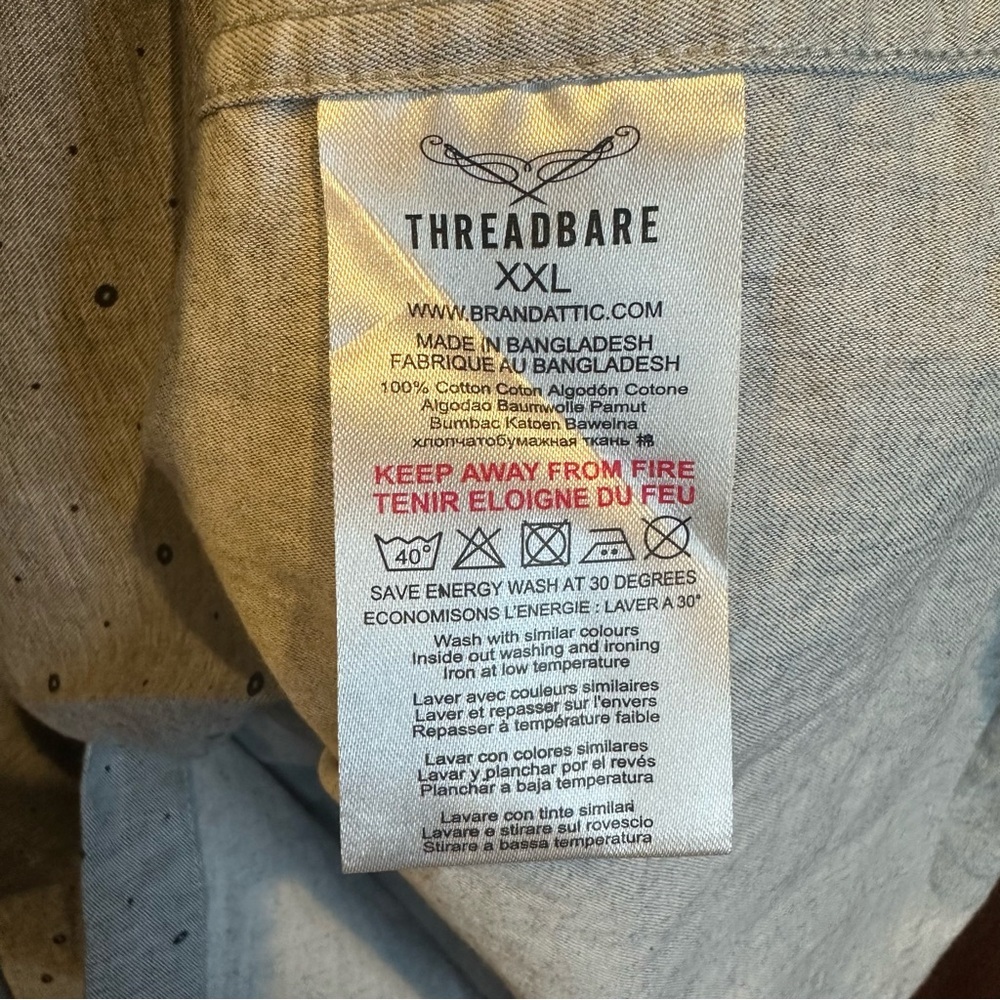 THREADBARE
XXL
WWW.BRANDATTIC.COM
MADE IN BANGLADESH
FABRIQUE AU BANGLADESH
100% Cotton Coton Algodón Cotone
Algodao Baumwolle Pamut
Bumbac Katoen Bawelna
хлопчатобумажная ткань 棉
KEEP AWAY FROM FIRE
TENIR ELOIGNE DU FEU
40°
SAVE ENERGY WASH AT 30 DEGREES
ECONOMISONS L'ENERGIE : LAVER A 30°
Wash with similar colours
Inside out washing and ironing
Iron at low temperature
Laver avec couleurs similaires
Laver et repasser sur l'envers
Repasser à température faible
Lavar con colores similares
Lavar y planchar por el revés
Planchar a baja temperatura
Lavare con tinte similari
Lavare e stirare sul rovescio
Stirare a bassa temperatura